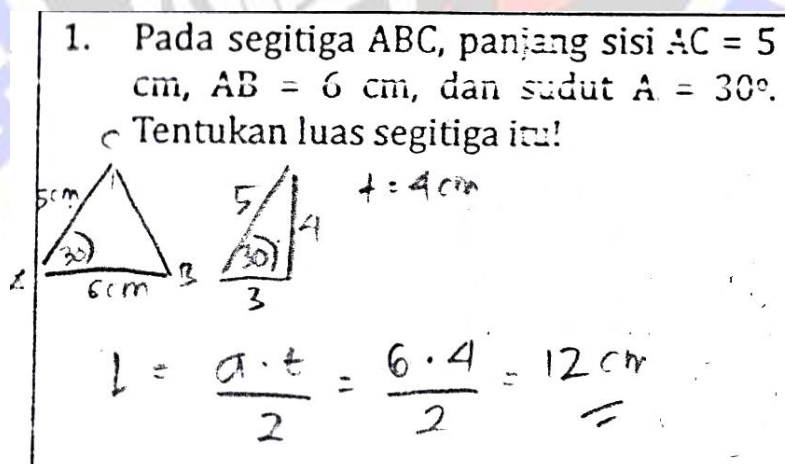 1. Pada segitiga ABC, panjang sisi AC = 5
cm, AB = 6 cm, dan sudut A = 30°.
Tentukan luas segitiga itu!
C
5cm
30
B
6cm
5
4
30
3
t = 4 cm
L = a . t / 2 = 6 . 4 / 2 = 12 cm